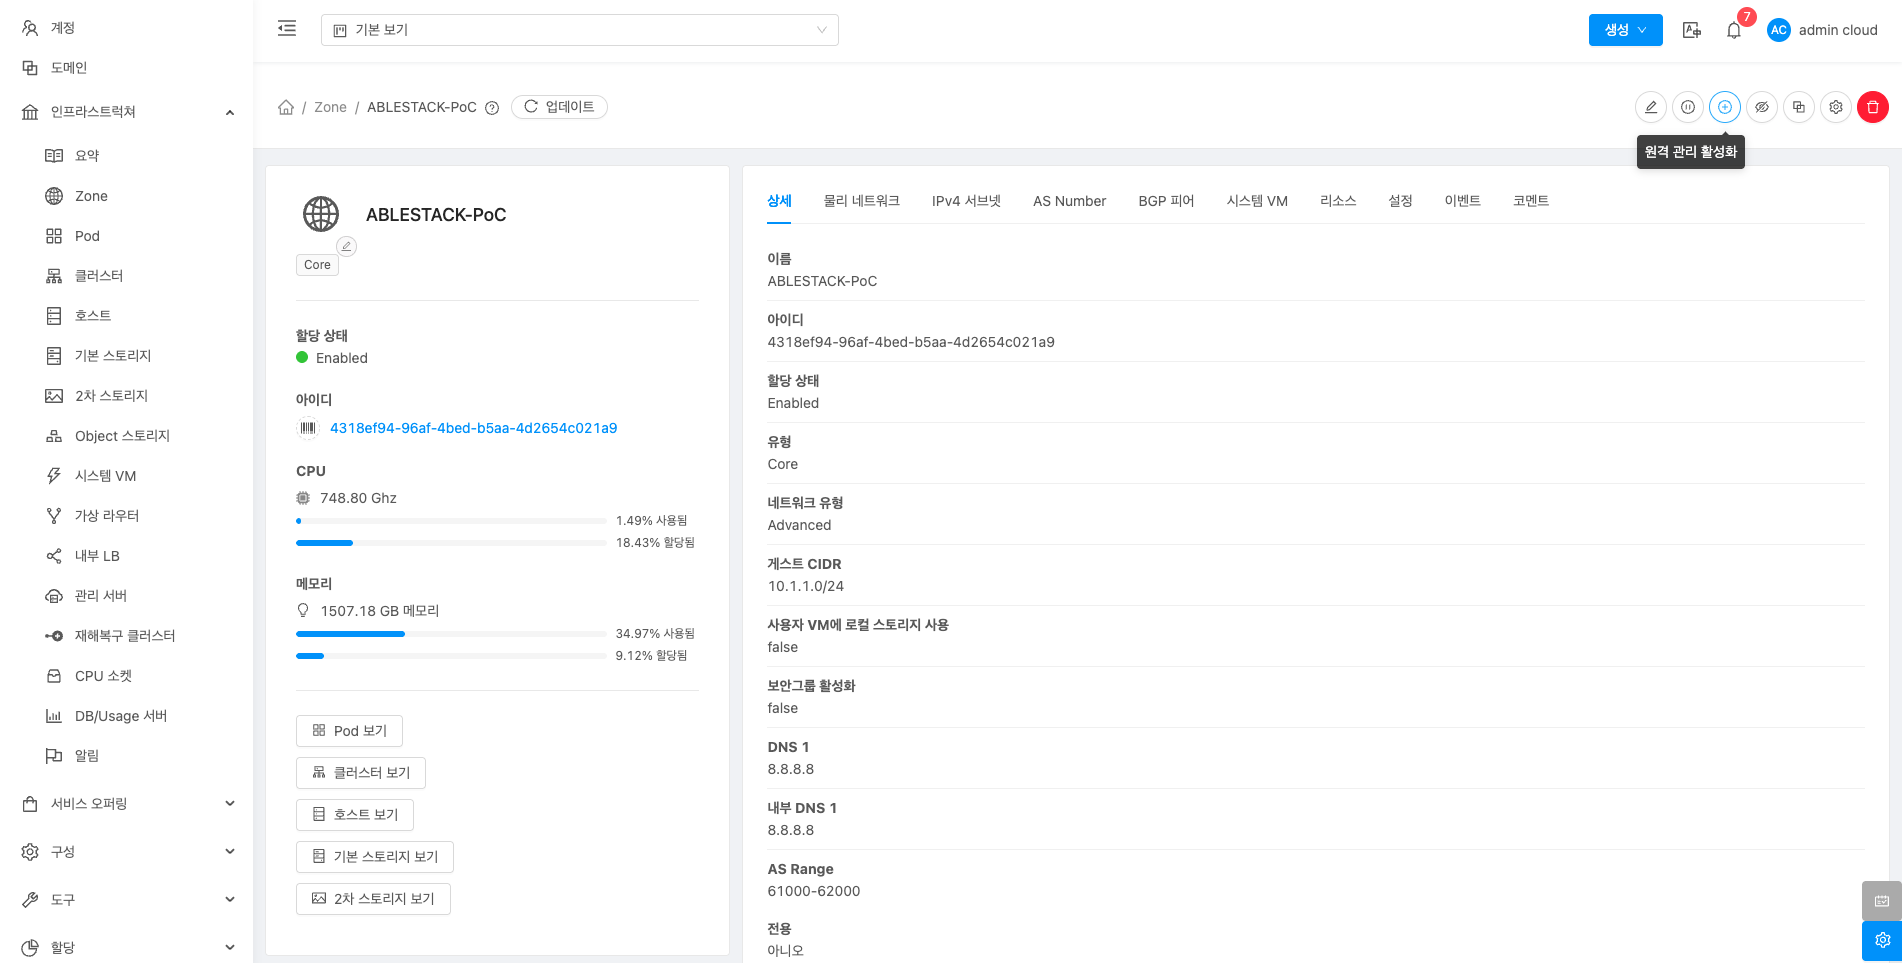 계정
도메인
인프라스트럭쳐
요약
Zone
Pod
클러스터
호스트
기본 스토리지
2차 스토리지
Object 스토리지
시스템 VM
가상 라우터
내부 LB
관리 서버
재해복구 클러스터
CPU 소켓
DB/Usage 서버
알림
서비스 오퍼링
구성
도구
할당
기본 보기
생성
7
AC admin cloud
/ Zone / ABLESTACK-PoC 업데이트
원격 관리 활성화
ABLESTACK-PoC
Core
할당 상태
Enabled
아이디
4318ef94-96af-4bed-b5aa-4d2654c021a9
CPU
748.80 Ghz
1.49% 사용됨
18.43% 할당됨
메모리
1507.18 GB 메모리
34.97% 사용됨
9.12% 할당됨
Pod 보기
클러스터 보기
호스트 보기
기본 스토리지 보기
2차 스토리지 보기
상세 물리 네트워크 IPv4 서브넷 AS Number BGP 피어 시스템 VM 리소스 설정 이벤트 코멘트
이름
ABLESTACK-PoC
아이디
4318ef94-96af-4bed-b5aa-4d2654c021a9
할당 상태
Enabled
유형
Core
네트워크 유형
Advanced
게스트 CIDR
10.1.1.0/24
사용자 VM에 로컬 스토리지 사용
false
보안그룹 활성화
false
DNS 1
8.8.8.8
내부 DNS 1
8.8.8.8
AS Range
61000-62000
전용
아니오